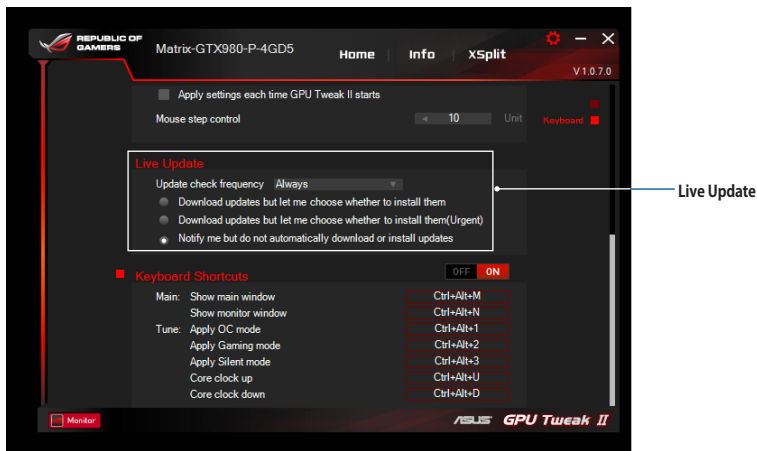 REPUBLIC OF
GAMERS
Matrix-GTX980-P-4GD5
Home Info XSplit
V 1.0.7.0
Apply settings each time GPU Tweak II starts
Mouse step control 10 Unit
Keyboard
Live Update
Update check frequency Always
Download updates but let me choose whether to install them
Download updates but let me choose whether to install them(Urgent)
Notify me but do not automatically download or install updates
Live Update
Keyboard Shortcuts OFF ON
Main: Show main window Ctrl+Alt+M
Show monitor window Ctrl+Alt+N
Tune: Apply OC mode Ctrl+Alt+1
Apply Gaming mode Ctrl+Alt+2
Apply Silent mode Ctrl+Alt+3
Core clock up Ctrl+Alt+U
Core clock down Ctrl+Alt+D
Monitor
ASUS GPU Tweak II